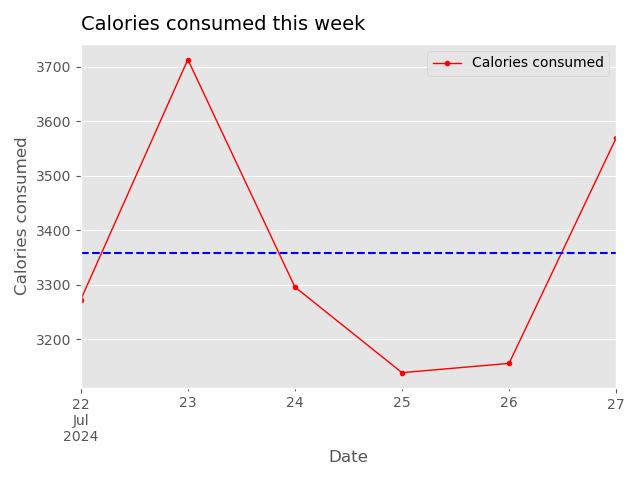 Calories consumed this week
Calories consumed
Calories consumed
3700
3600
3500
3400
3300
3200
22
Jul
2024
23
24
25
26
27
Date